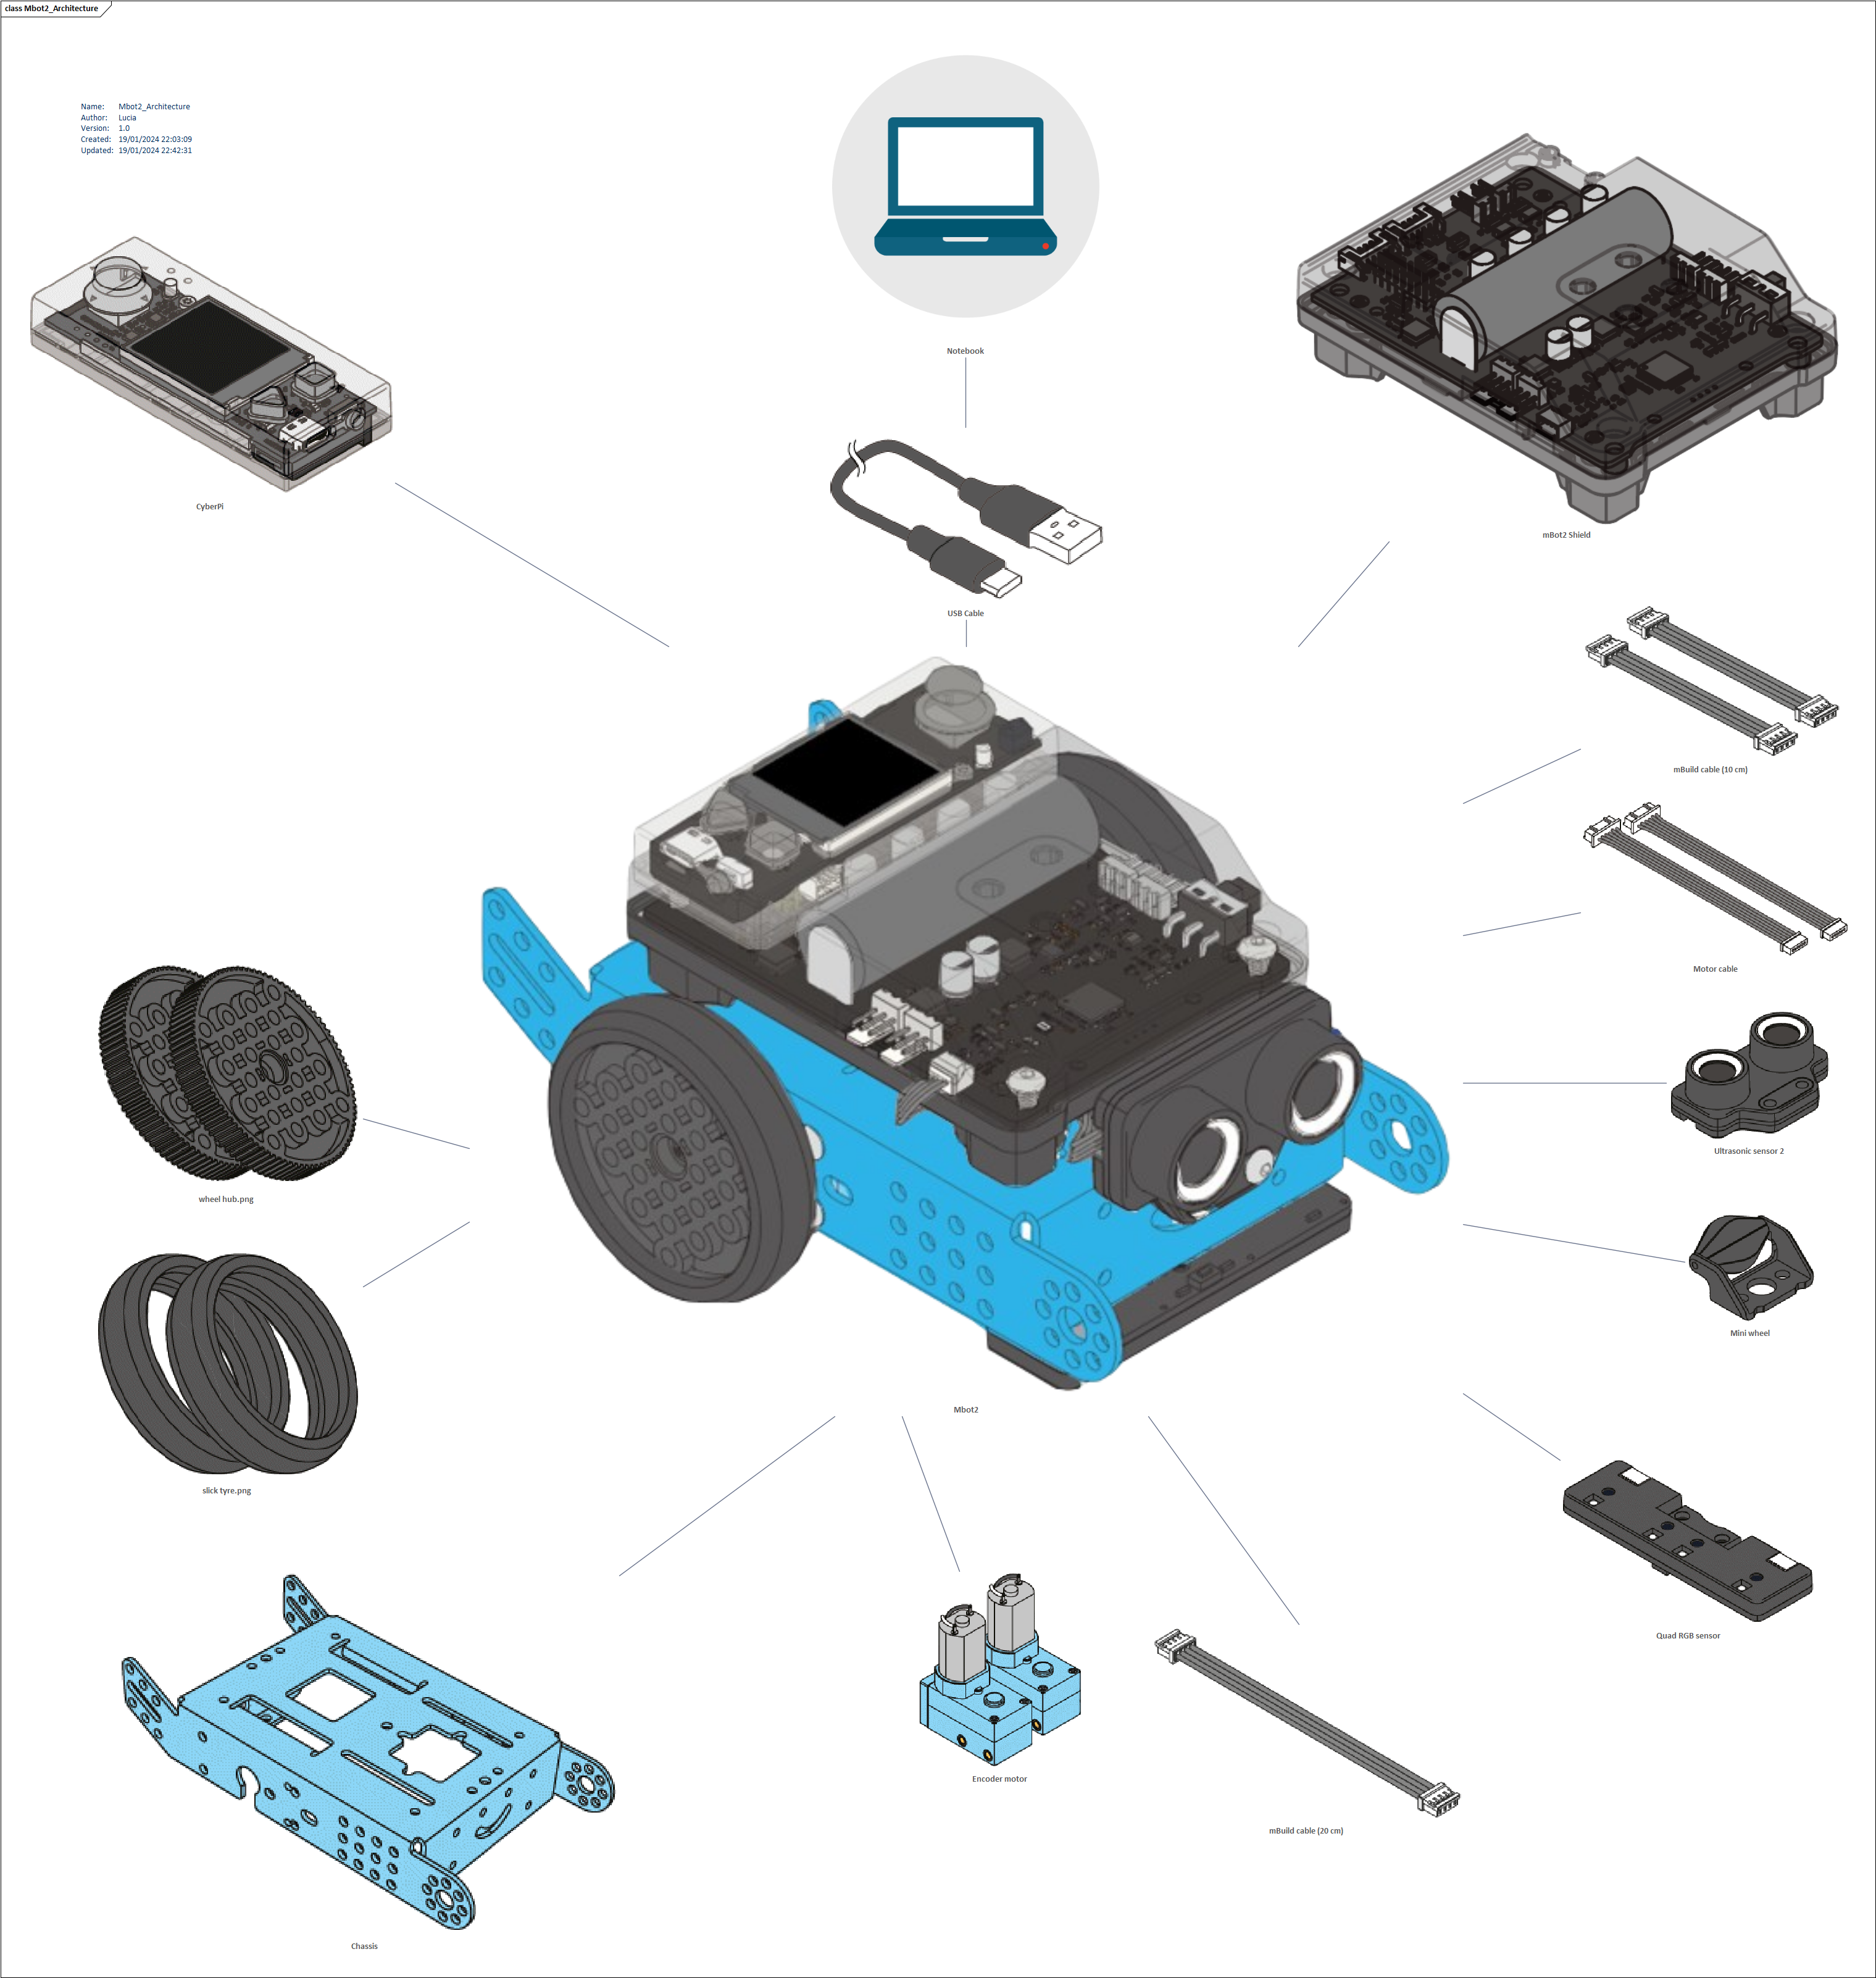 class Mbot2_Architecture
Name: Mbot2_Architecture
Author: Lucia
Version: 1.0
Created: 19/01/2024 22:03:09
Updated: 19/01/2024 22:42:31
Notebook
CyberPi
mBot2 Shield
USB Cable
mBuild cable (10 cm)
Motor cable
Ultrasonic sensor 2
wheel hub.png
Mini wheel
Mbot2
slick tyre.png
Quad RGB sensor
Encoder motor
mBuild cable (20 cm)
Chassis